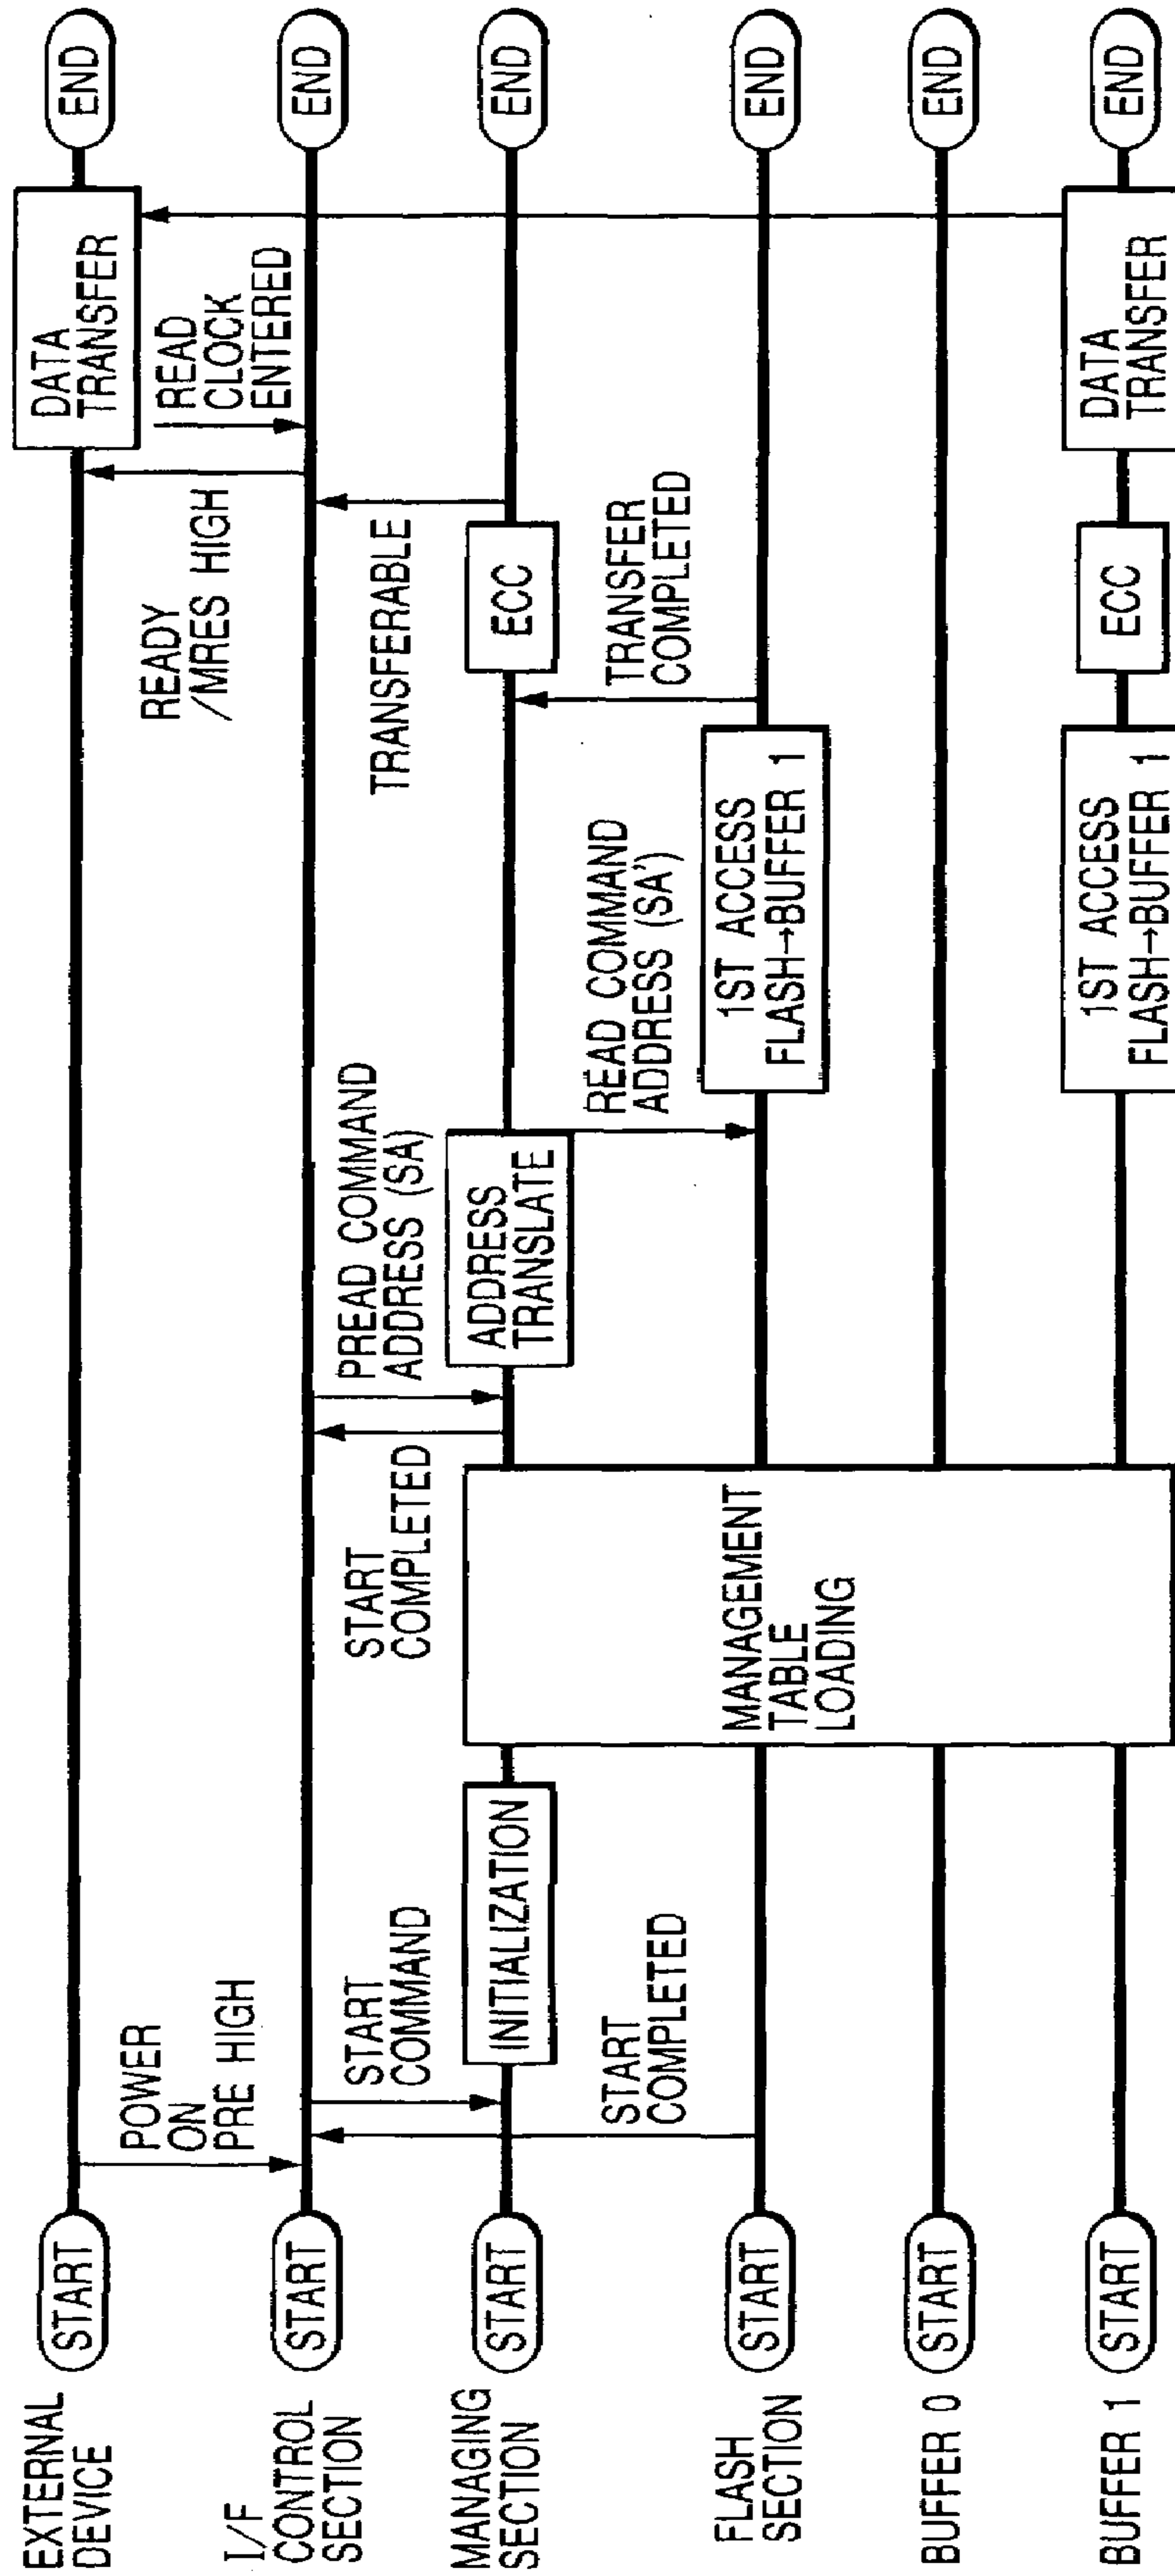 EXTERNAL
DEVICE
START
POWER
ON
PRE HIGH
READY
/MRES HIGH
READ
CLOCK
ENTERED
DATA
TRANSFER
END
I/F
CONTROL
SECTION
START
START
COMMAND
START
COMPLETED
PREAD COMMAND
ADDRESS (SA)
TRANSFERABLE
END
MANAGING
SECTION
START
INITIALIZATION
ADDRESS
TRANSLATE
ECC
END
START
COMPLETED
READ COMMAND
ADDRESS (SA')
TRANSFER
COMPLETED
FLASH
SECTION
START
MANAGEMENT
TABLE
LOADING
1ST ACCESS
FLASH→BUFFER 1
END
BUFFER 0
START
END
BUFFER 1
START
1ST ACCESS
FLASH→BUFFER 1
ECC
DATA
TRANSFER
END